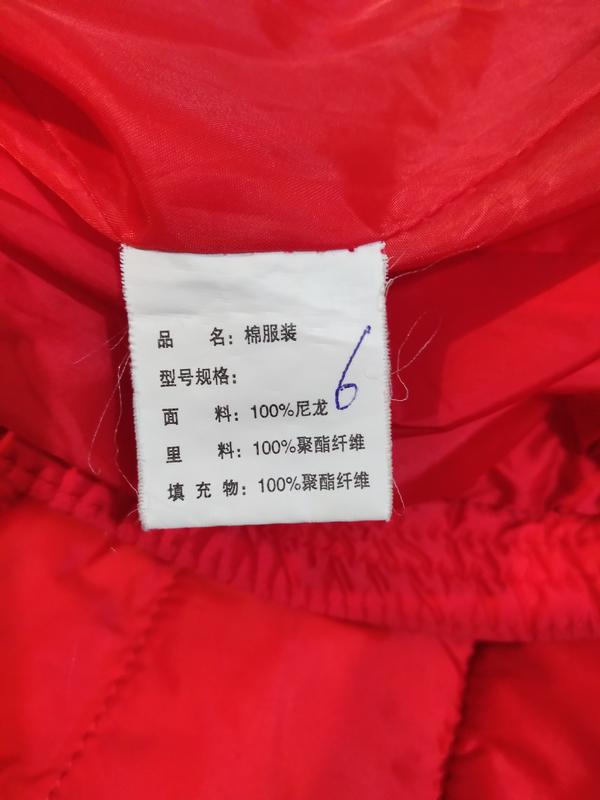 品 名：棉服装
型号规格： 6
面 料：100%尼龙
里 料：100%聚酯纤维
填 充 物：100%聚酯纤维